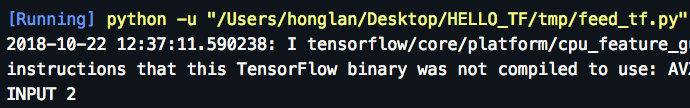 [Running] python -u "/Users/honglan/Desktop/HELLO_TF/tmp/feed_tf.py"
2018-10-22 12:37:11.590238: I tensorflow/core/platform/cpu_feature_g
instructions that this TensorFlow binary was not compiled to use: AV
INPUT 2